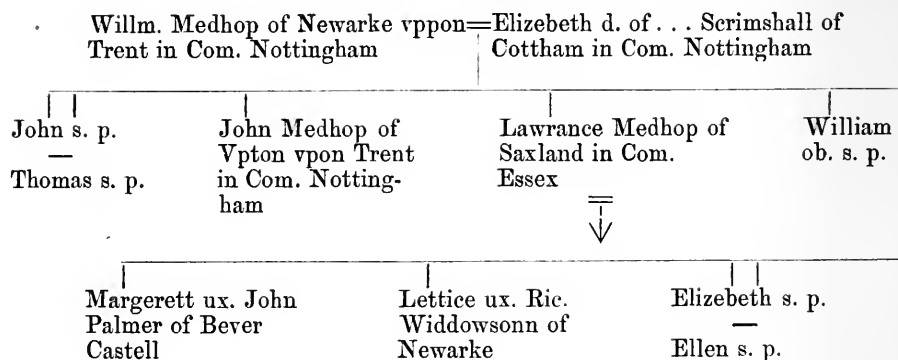 Willm. Medhop of Newarke vppon=Elizebeth d. of . . . Scrimshall of
Trent in Com. Nottingham Cottham in Com. Nottingham
John s. p. John Medhop of Lawrance Medhop of William
— Vpton vpon Trent Saxland in Com. ob. s. p.
Thomas s. p. in Com. Notting- Essex
ham =
Margerett ux. John Lettice ux. Ric. Elizebeth s. p.
Palmer of Bever Widdowsonn of —
Castell Newarke Ellen s. p.